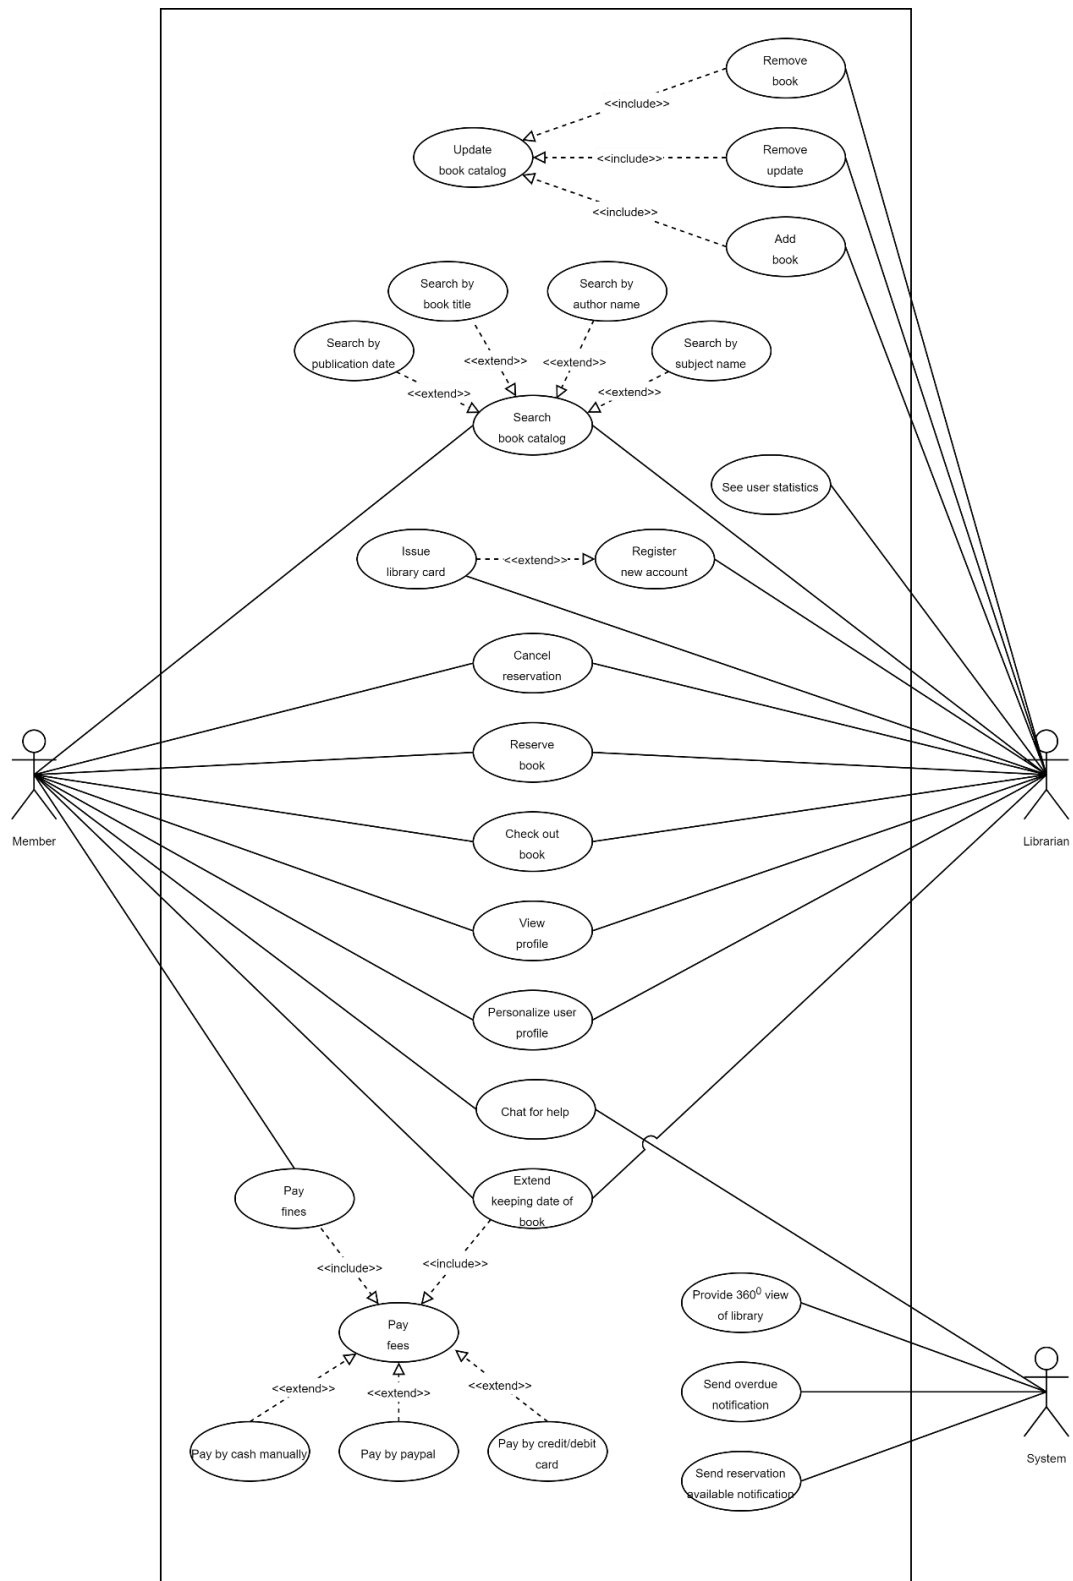 Remove
book
<<include>>
Update
book catalog
<<include>>
Remove
update
<<include>>
Add
book
Search by
book title
Search by
author name
Search by
publication date
Search by
subject name
<<extend>>
<<extend>>
<<extend>>
<<extend>>
Search
book catalog
See user statistics
Issue
library card
<<extend>>
Register
new account
Cancel
reservation
Reserve
book
Member
Librarian
Check out
book
View
profile
Personalize user
profile
Chat for help
Pay
fines
Extend
keeping date of
book
<<include>>
<<include>>
Provide 360⁰ view
of library
Pay
fees
Send overdue
notification
<<extend>>
<<extend>>
<<extend>>
Pay by cash manually
Pay by paypal
Pay by credit/debit
card
System
Send reservation
available notification